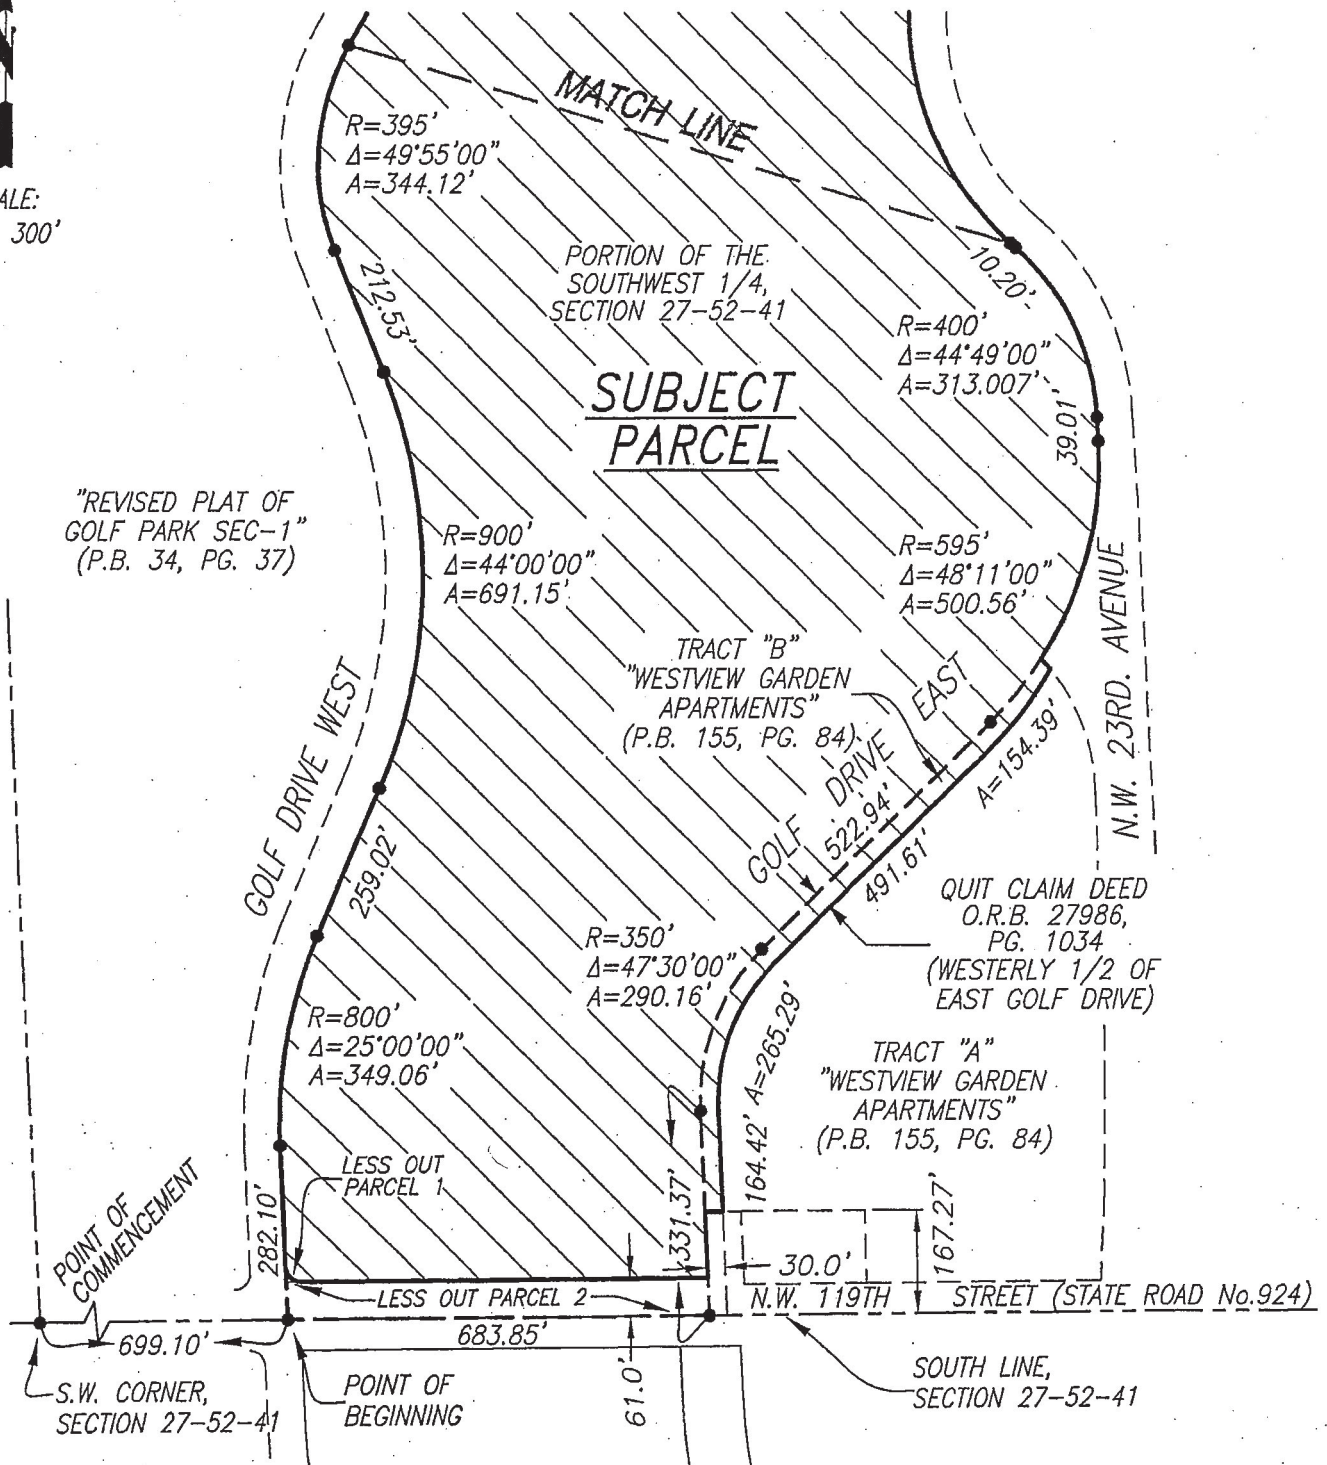 ALE:
300'
MATCH LINE
R=395'
Δ=49°55'00"
A=344.12'
212.53'
PORTION OF THE
SOUTHWEST 1/4,
SECTION 27-52-41
10.20'
R=400'
Δ=44°49'00"
A=313.007'
39.01'
SUBJECT
PARCEL
"REVISED PLAT OF
GOLF PARK SEC-1"
(P.B. 34, PG. 37)
R=900'
Δ=44°00'00"
A=691.15'
R=595'
Δ=48°11'00"
A=500.56'
N.W. 23RD. AVENUE
TRACT "B"
"WESTVIEW GARDEN
APARTMENTS"
(P.B. 155, PG. 84)
GOLF DRIVE EAST
GOLF DRIVE WEST
A=154.39'
522.94'
491.61'
259.02'
QUIT CLAIM DEED
O.R.B. 27986,
PG. 1034
(WESTERLY 1/2 OF
EAST GOLF DRIVE)
R=350'
Δ=47°30'00"
A=290.16'
A=265.29'
R=800'
Δ=25°00'00"
A=349.06'
TRACT "A"
"WESTVIEW GARDEN
APARTMENTS"
(P.B. 155, PG. 84)
164.42'
LESS OUT
PARCEL 1
331.37'
167.27'
282.10'
POINT OF
COMMENCEMENT
30.0'
LESS OUT PARCEL 2
N.W. 119TH STREET (STATE ROAD No.924)
699.10'
683.85'
61.0'
S.W. CORNER,
SECTION 27-52-41
POINT OF
BEGINNING
SOUTH LINE,
SECTION 27-52-41